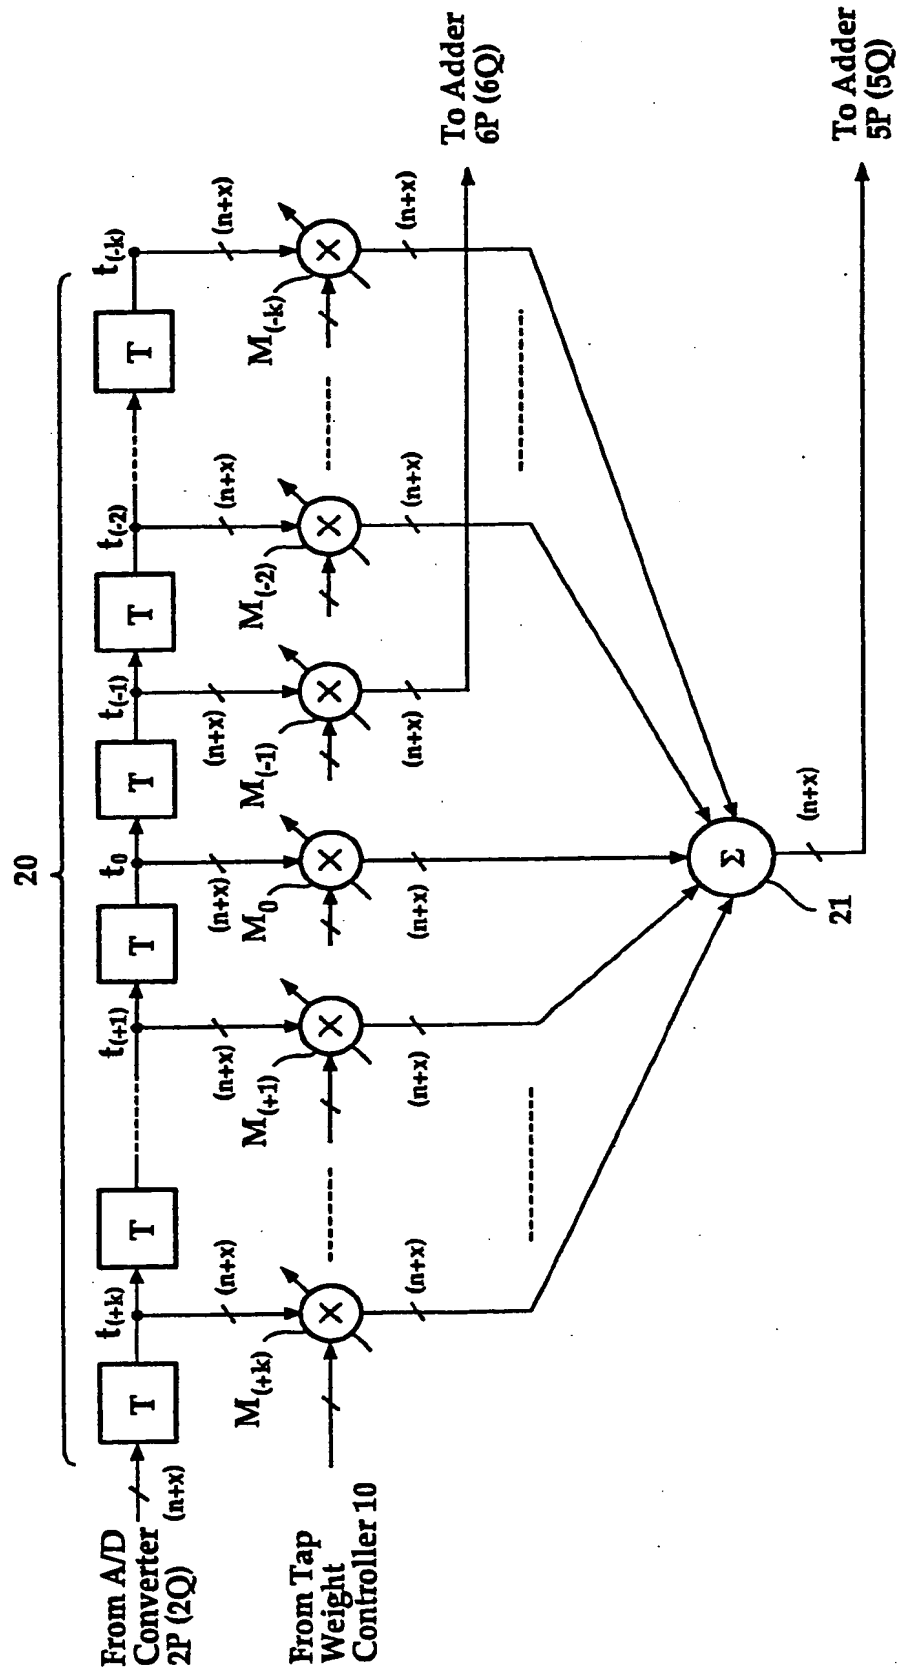 20
From A/D
Converter
2P (2Q)
(n+x)
T
t(+k)
T
t(+1)
T
t0
T
t(-1)
T
t(-2)
T
t(-k)
(n+x)
(n+x)
(n+x)
(n+x)
(n+x)
(n+x)
From Tap
Weight
Controller 10
M(+k)
×
M(+1)
×
M0
×
M(-1)
×
M(-2)
×
M(-k)
×
(n+x)
(n+x)
(n+x)
(n+x)
(n+x)
(n+x)
To Adder
6P (6Q)
Σ
21
(n+x)
To Adder
5P (5Q)